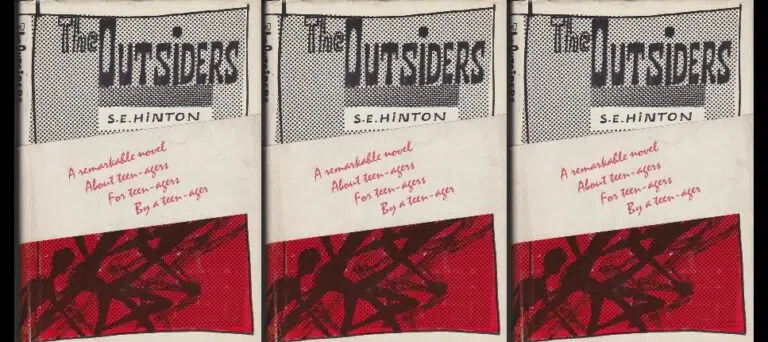 The OUTSiDERS
S.E.HiNTON
A remarkable novel
About teen-agers
For teen-agers
By a teen-ager
The OUTSiDERS
S.E.HiNTON
A remarkable novel
About teen-agers
For teen-agers
By a teen-ager
The OUTSiDERS
S.E.HiNTON
A remarkable novel
About teen-agers
For teen-agers
By a teen-ager